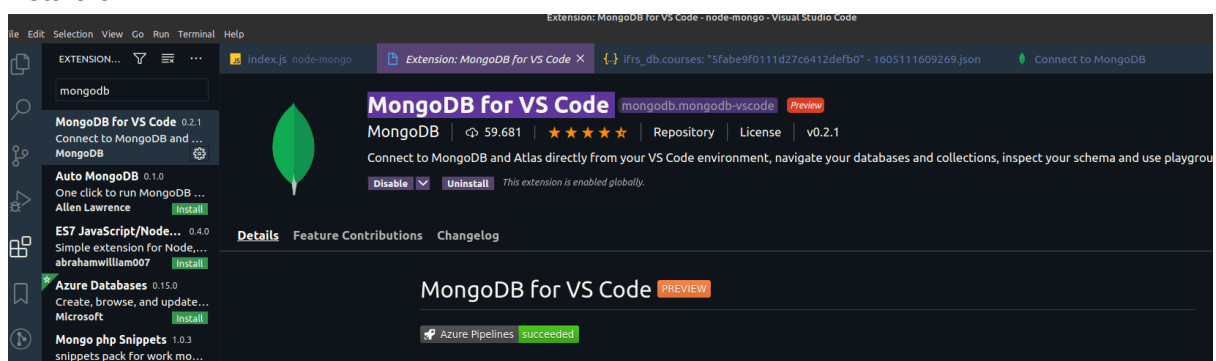 Extension: MongoDB for VS Code - node-mongo - Visual Studio Code
ile Edit Selection View Go Run Terminal Help
EXTENSION... ...
mongodb
MongoDB for VS Code 0.2.1
Connect to MongoDB and ...
MongoDB
Auto MongoDB 0.1.0
One click to run MongoDB ...
Allen Lawrence Install
ES7 JavaScript/Node... 0.4.0
Simple extension for Node,...
abrahamwilliam007 Install
Azure Databases 0.15.0
Create, browse, and update...
Microsoft Install
Mongo php Snippets 1.0.3
snippets pack for work mo...
JS index.js node-mongo Extension: MongoDB for VS Code × {..} ifrs_db.courses: "5fabe9f0111d27c6412defb0" - 1605111609269.json Connect to MongoDB
MongoDB for VS Code mongodb.mongodb-vscode Preview
MongoDB 59.681 ★★★★★ Repository License v0.2.1
Connect to MongoDB and Atlas directly from your VS Code environment, navigate your databases and collections, inspect your schema and use playgrou
Disable Uninstall This extension is enabled globally.
Details Feature Contributions Changelog
MongoDB for VS Code PREVIEW
Azure Pipelines succeeded